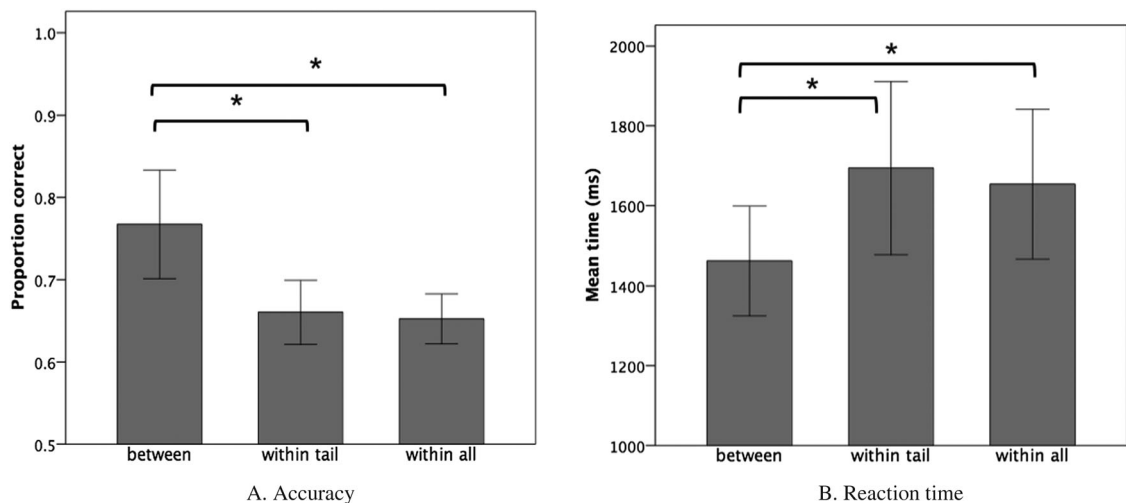 Proportion correct
1.0
0.9
0.8
0.7
0.6
0.5
*
*
between within tail within all
A. Accuracy
Mean time (ms)
2000
1800
1600
1400
1200
1000
*
*
between within tail within all
B. Reaction time